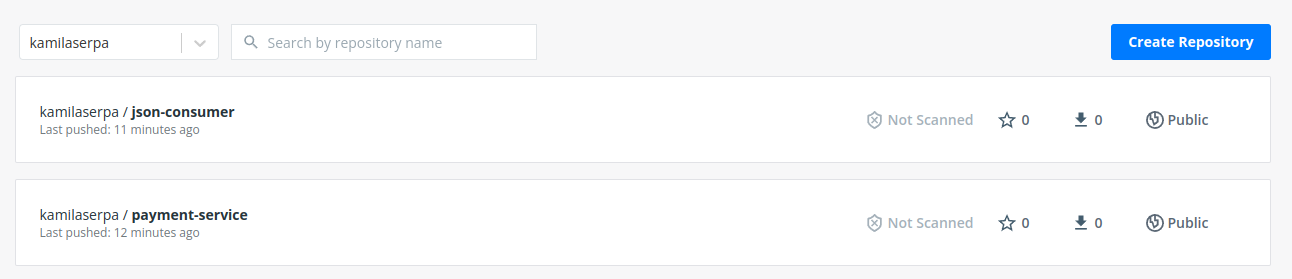 kamilaserpa Search by repository name Create Repository
kamilaserpa / json-consumer
Last pushed: 11 minutes ago
Not Scanned 0 0 Public
kamilaserpa / payment-service
Last pushed: 12 minutes ago
Not Scanned 0 0 Public